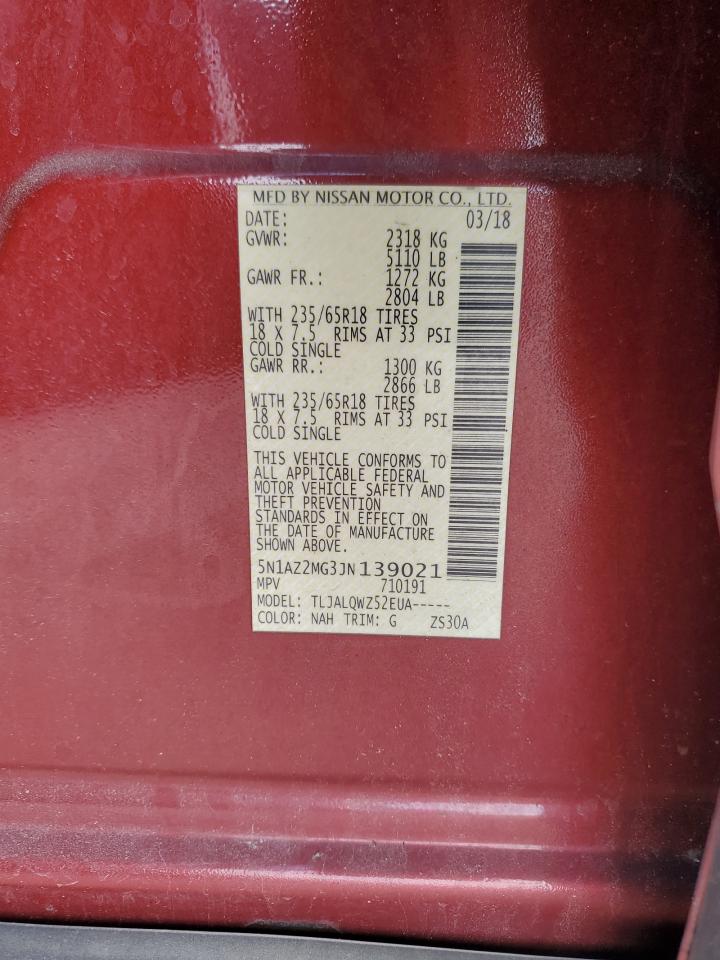 MFD BY NISSAN MOTOR CO., LTD.
DATE: 03/18
GVWR: 2318 KG
5110 LB
GAWR FR.: 1272 KG
2804 LB
WITH 235/65R18 TIRES
18 X 7.5 RIMS AT 33 PSI
COLD SINGLE
GAWR RR.: 1300 KG
2866 LB
WITH 235/65R18 TIRES
18 X 7.5 RIMS AT 33 PSI
COLD SINGLE
THIS VEHICLE CONFORMS TO
ALL APPLICABLE FEDERAL
MOTOR VEHICLE SAFETY AND
THEFT PREVENTION
STANDARDS IN EFFECT ON
THE DATE OF MANUFACTURE
SHOWN ABOVE.
5N1AZ2MG3JN139021
MPV 710191
MODEL: TLJALQWZ52EUA-----
COLOR: NAH TRIM: G ZS30A